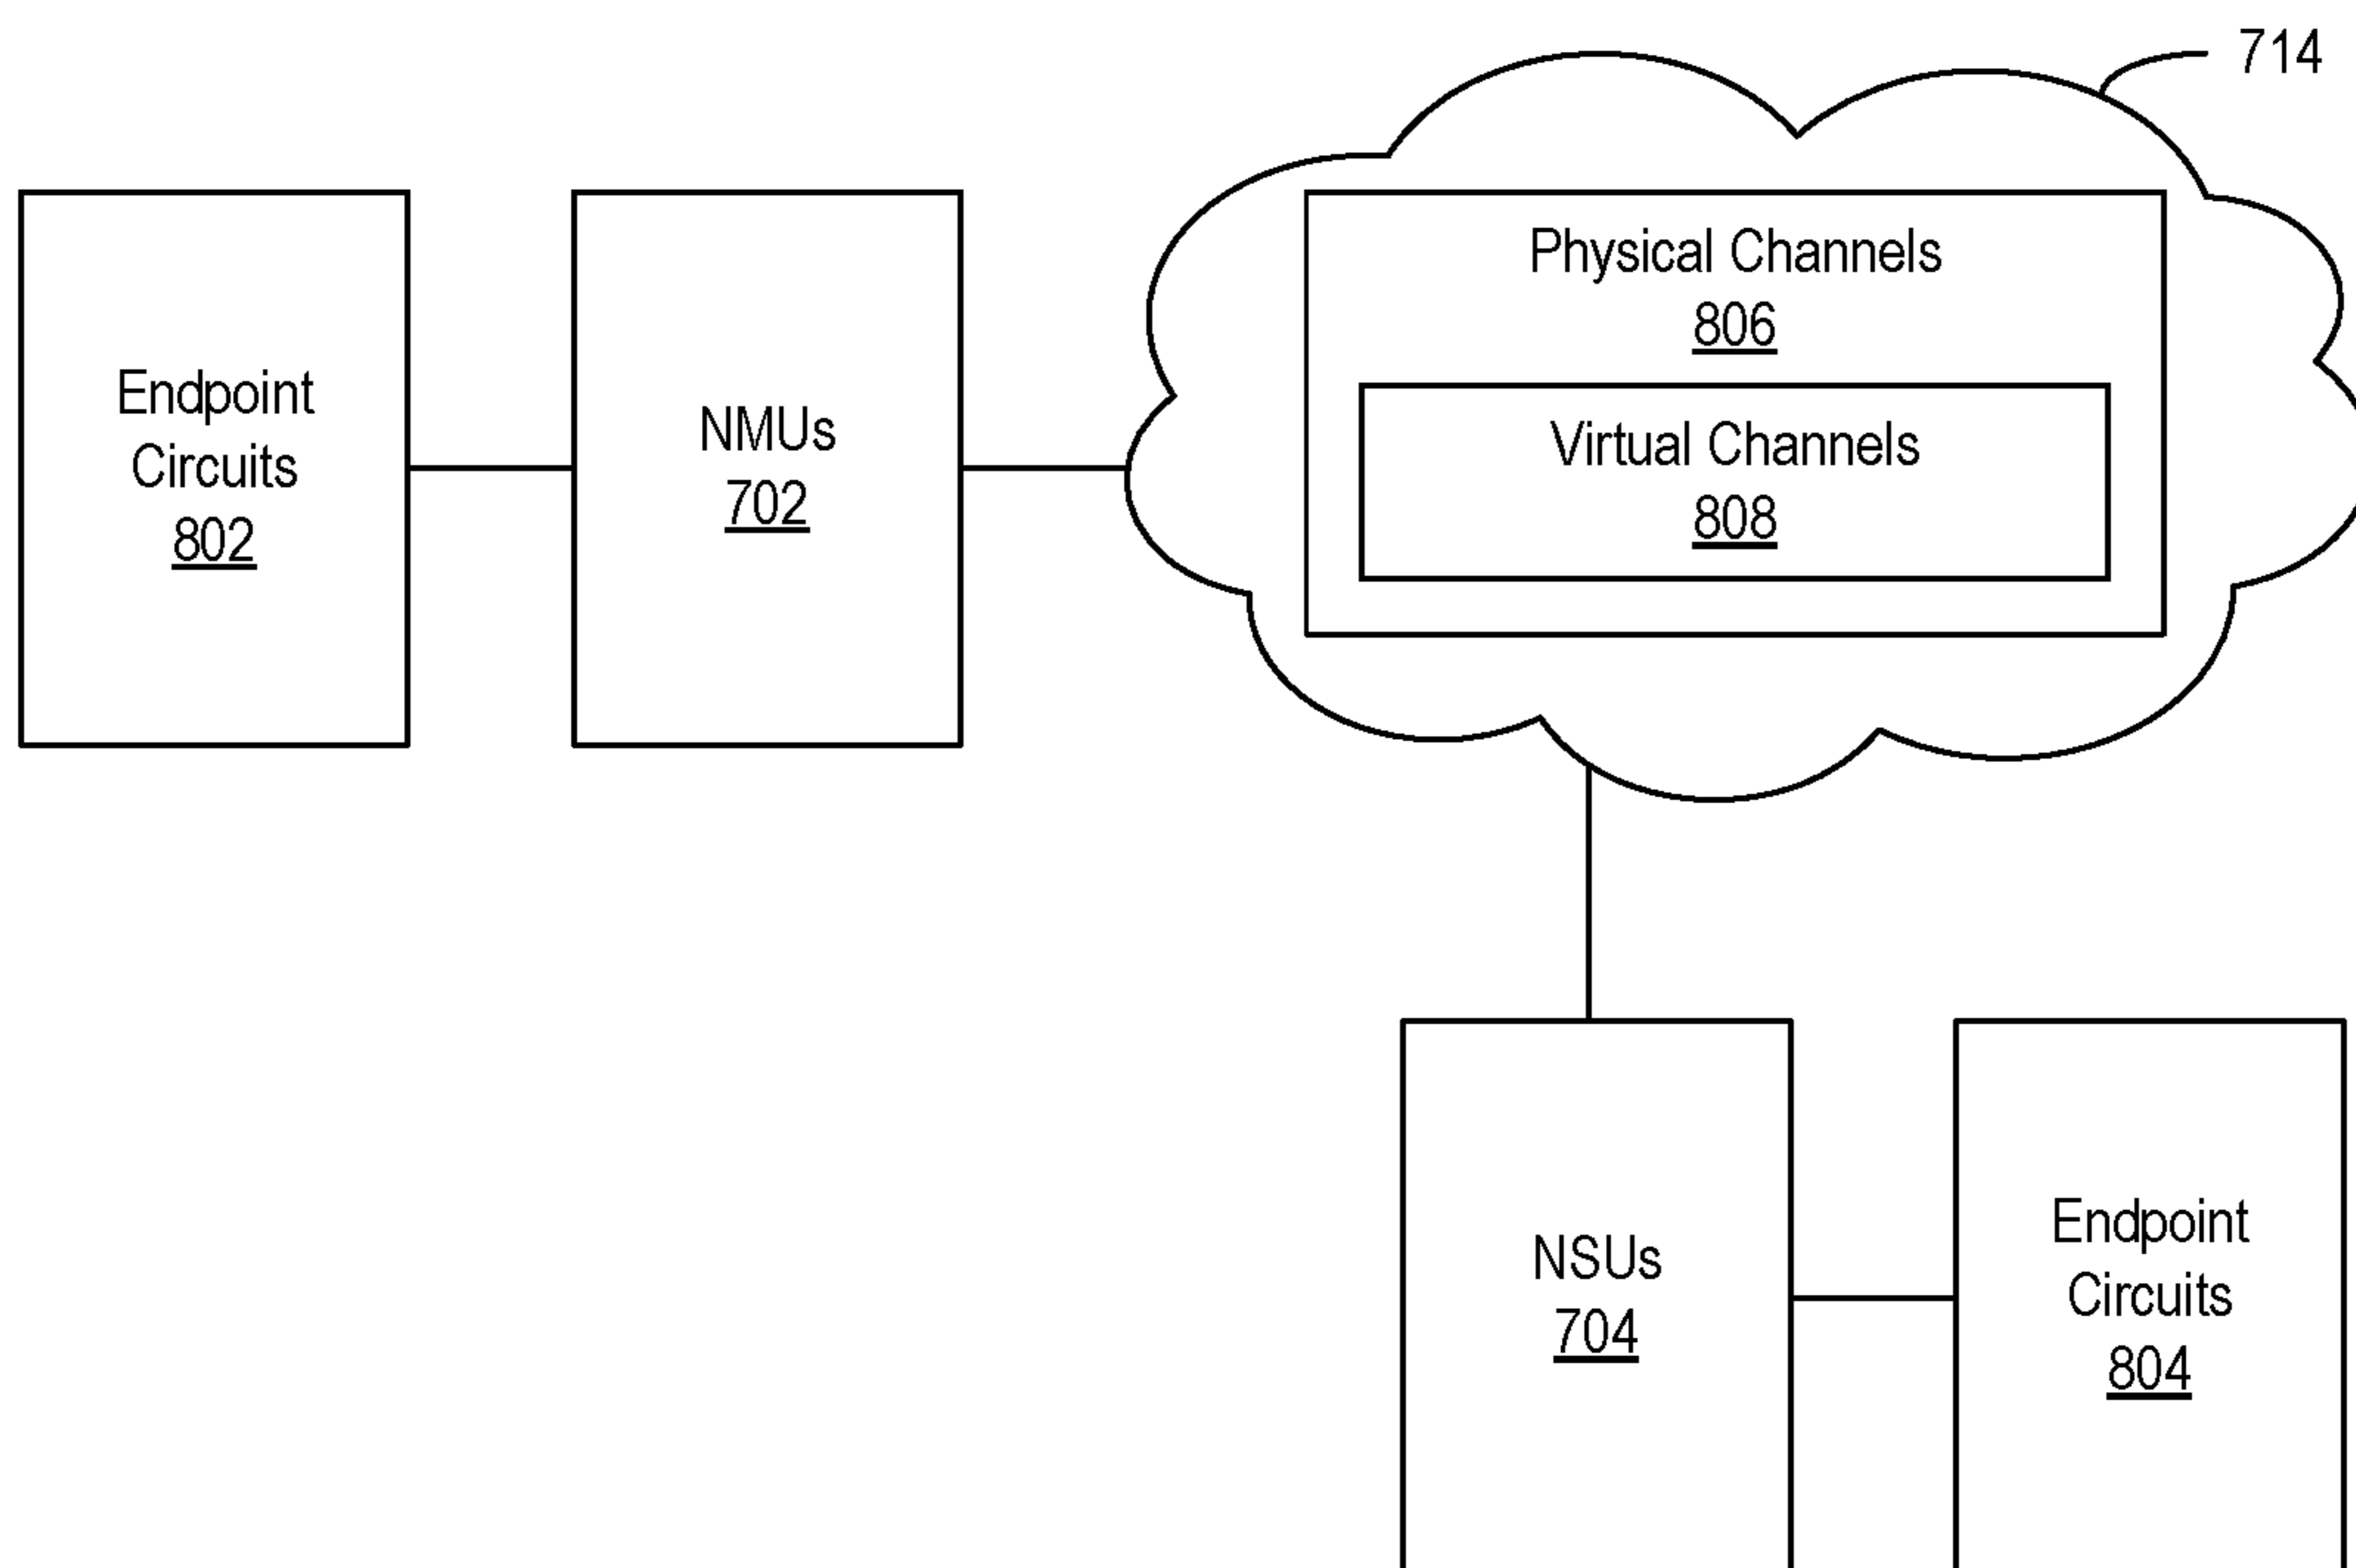 714
Physical Channels
806
Endpoint
Circuits
802
NMUs
702
Virtual Channels
808
NSUs
704
Endpoint
Circuits
804